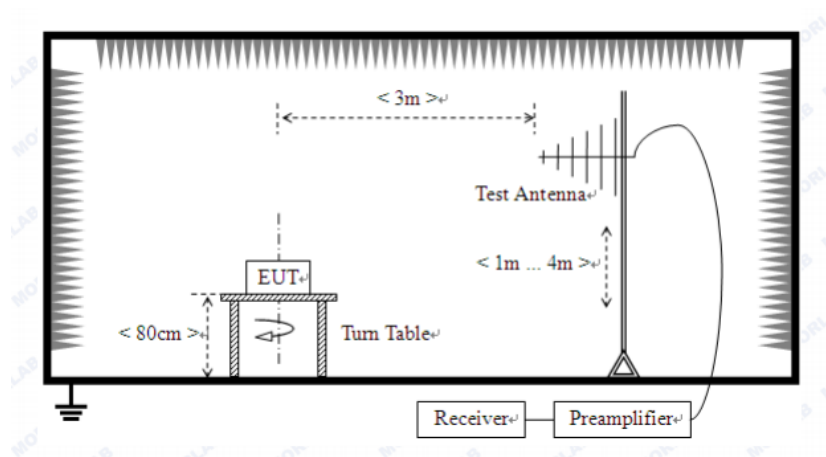 < 3m >↵
Test Antenna↵
< 1m ... 4m >↵
EUT↵
< 80cm >↵
Turn Table↵
Receiver↵
Preamplifier↵